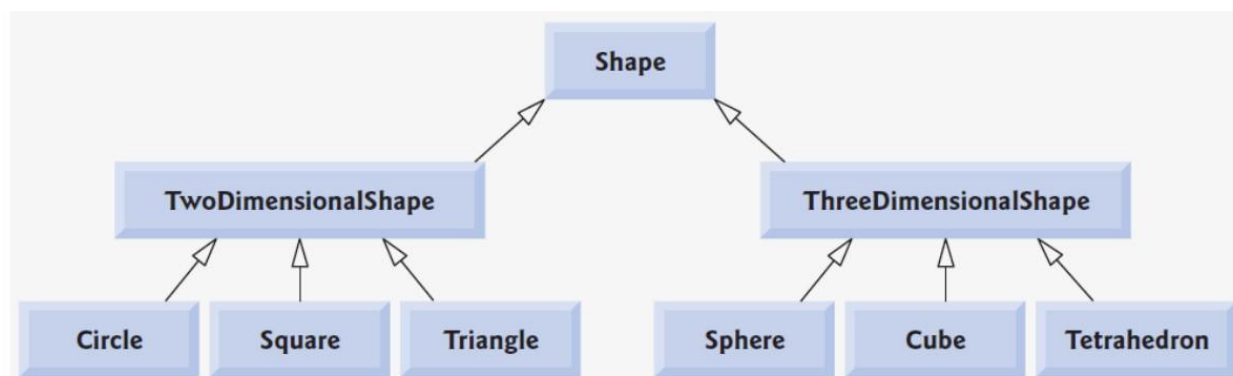 Shape
TwoDimensionalShape
ThreeDimensionalShape
Circle
Square
Triangle
Sphere
Cube
Tetrahedron